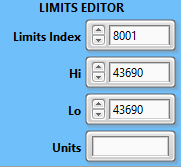 LIMITS EDITOR
Limits Index 8001
Hi 43690
Lo 43690
Units